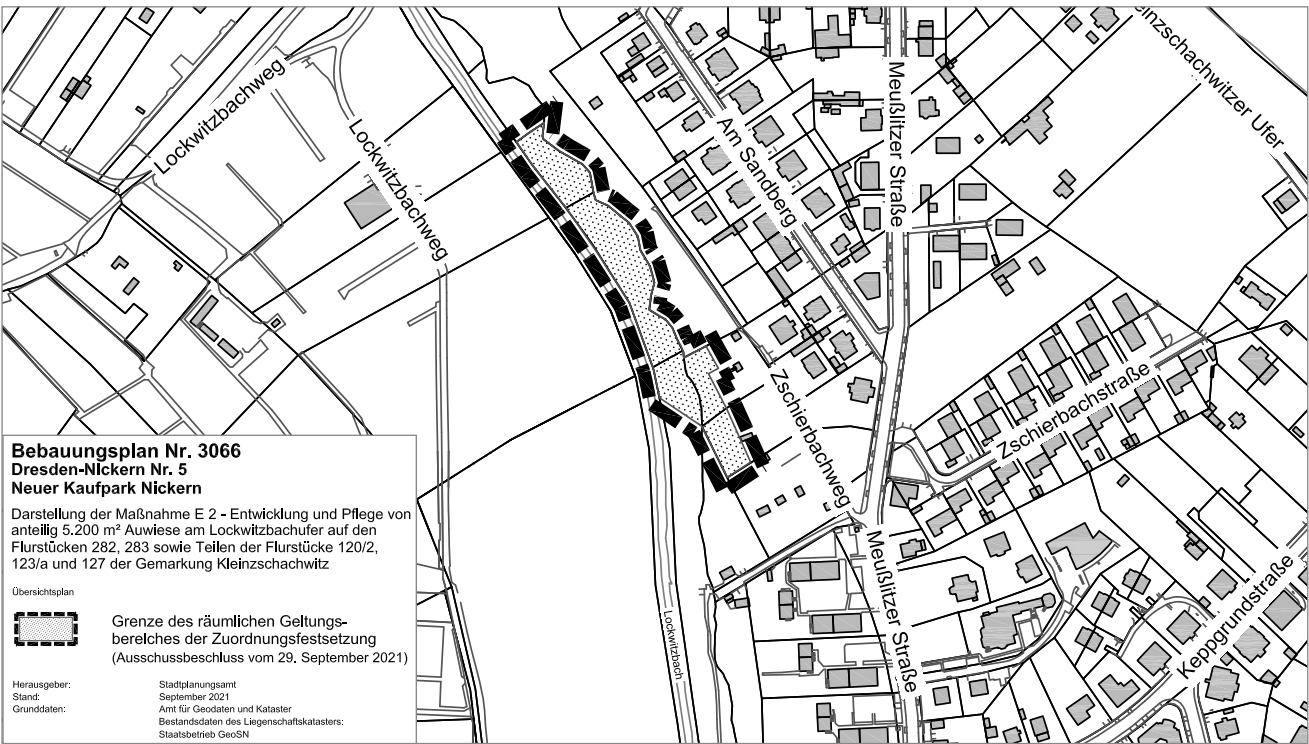 Lockwitzbachweg
Lockwitzbachweg
Am Sandberg
Meußlitzer Straße
einzschachwitzer Ufer
Zschierbachweg
Zschierbachstraße
Meußlitzer Straße
Keppgrundstraße
Lockwitzbach
Bebauungsplan Nr. 3066
Dresden-Nickern Nr. 5
Neuer Kaufpark Nickern
Darstellung der Maßnahme E 2 - Entwicklung und Pflege von
anteilig 5.200 m² Auwiese am Lockwitzbachufer auf den
Flurstücken 282, 283 sowie Teilen der Flurstücke 120/2,
123/a und 127 der Gemarkung Kleinzschachwitz
Übersichtsplan
Grenze des räumlichen Geltungs-
bereiches der Zuordnungsfestsetzung
(Ausschussbeschluss vom 29. September 2021)
Herausgeber: Stadtplanungsamt
Stand: September 2021
Grunddaten: Amt für Geodaten und Kataster
Bestandsdaten des Liegenschaftskatasters:
Staatsbetrieb GeoSN